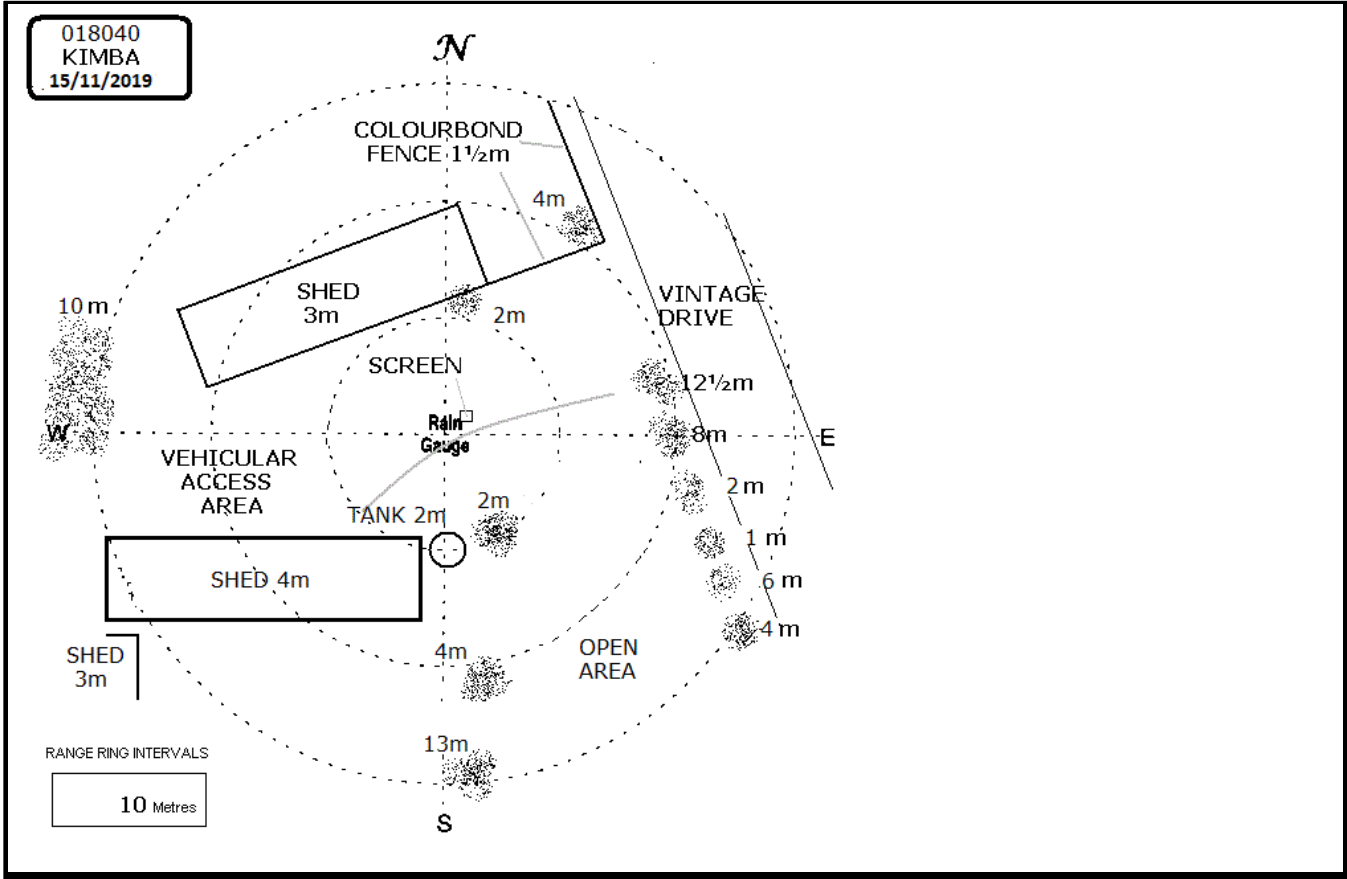 018040
KIMBA
15/11/2019
N
COLOURBOND
FENCE 1½m
4m
SHED
3m
10 m
2m
VINTAGE
DRIVE
SCREEN
12½m
Rain
Gauge
W
8m
E
VEHICULAR
ACCESS
AREA
2 m
TANK 2m
2m
1 m
SHED 4m
6 m
4 m
SHED
3m
4m
OPEN
AREA
13m
RANGE RING INTERVALS
10 Metres
S